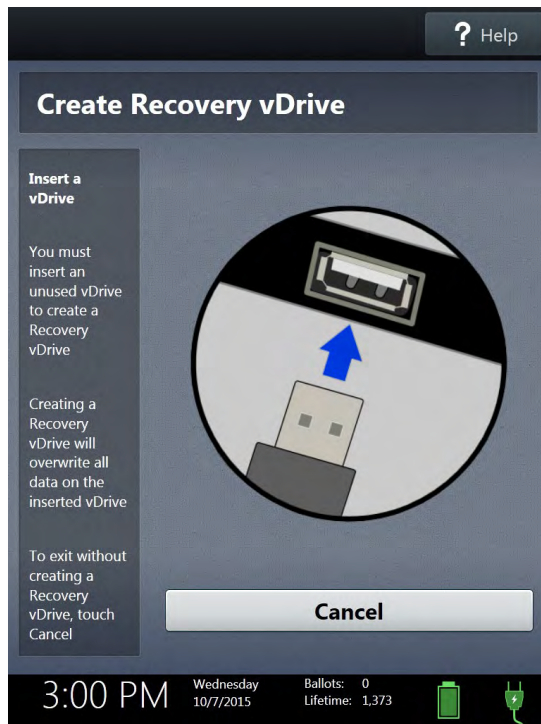 ? Help
Create Recovery vDrive
Insert a
vDrive
You must
insert an
unused vDrive
to create a
Recovery
vDrive
Creating a
Recovery
vDrive will
overwrite all
data on the
inserted vDrive
To exit without
creating a
Recovery
vDrive, touch
Cancel
Cancel
3:00 PM
Wednesday
10/7/2015
Ballots: 0
Lifetime: 1,373